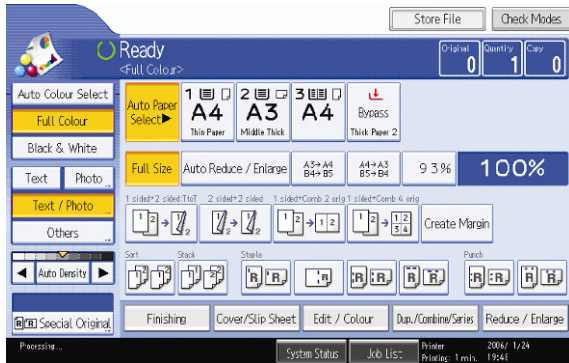 Store File
Check Modes
Ready
<Full Colour>
Original
Quantity
Copy
0
1
0
Auto Colour Select
Full Colour
Black & White
Text
Photo
Text / Photo
Others
Auto Density
Special Original
Auto Paper
Select▶
1
A4
Thin Paper
2
A3
Middle Thick
3
A4
Bypass
Thick Paper 2
Full Size
Auto Reduce / Enlarge
A3→A4
B4→B5
A4→A3
B5→B4
93%
100%
1 sided→2 sided:TtoT
2 sided→2 sided
1 sided→Comb 2 orig
1 sided→Comb 4 orig
Create Margin
Sort
Stack
Staple
Punch
Finishing
Cover/Slip Sheet
Edit / Colour
Dup./Combine/Series
Reduce / Enlarge
Processing...
System Status
Job List
Printer
Printing: 1 min.
2006/ 1/24
19:48